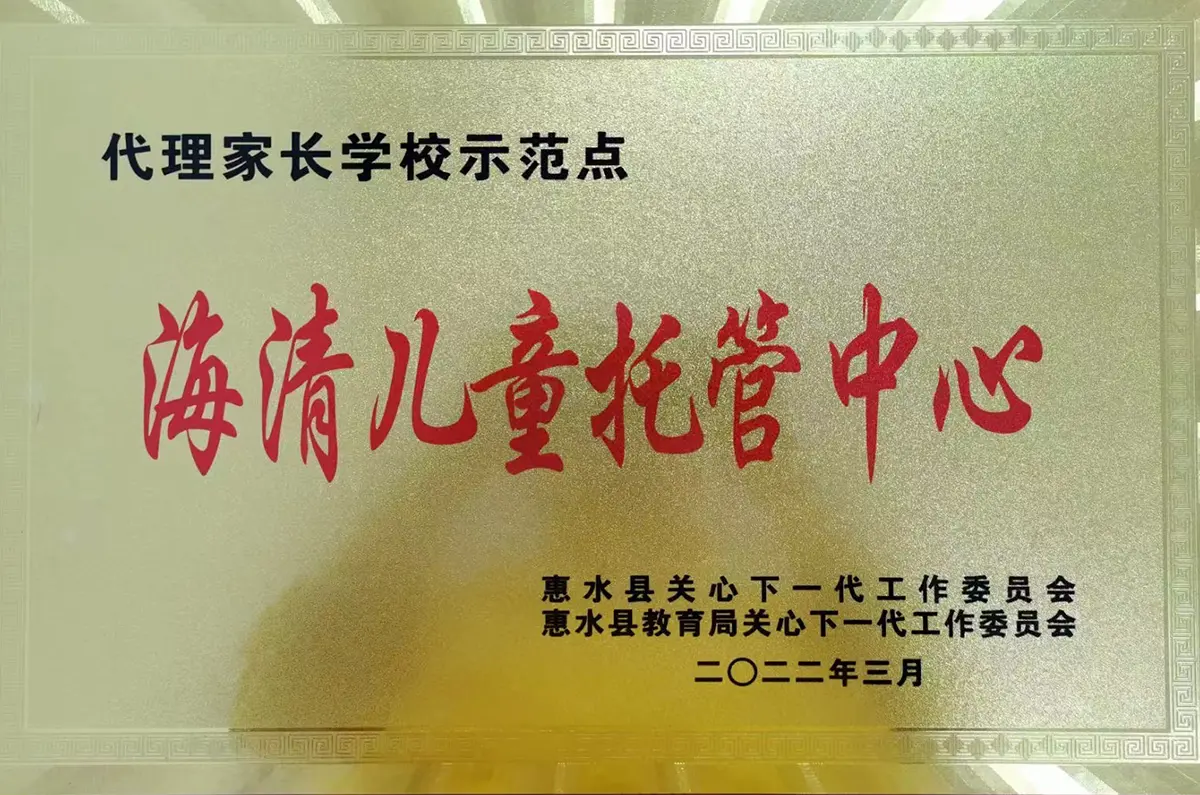 代理家长学校示范点
海清儿童托管中心
惠水县关心下一代工作委员会
惠水县教育局关心下一代工作委员会
二〇二二年三月